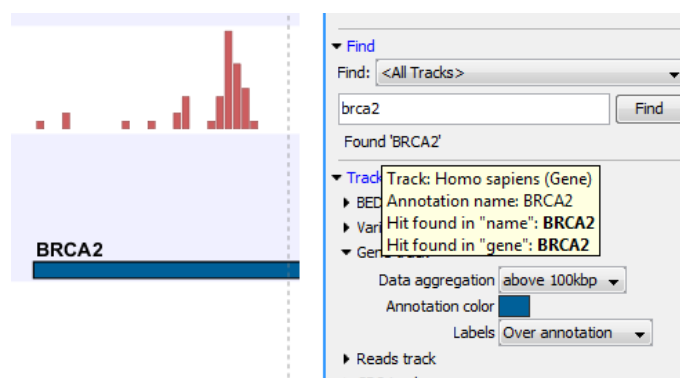 BRCA2
Find
Find: <All Tracks>
brca2 Find
Found 'BRCA2'
Track
Track: Homo sapiens (Gene)
Annotation name: BRCA2
Hit found in "name": BRCA2
Hit found in "gene": BRCA2
BED
Vari
Data aggregation above 100kbp
Annotation color
Labels Over annotation
Reads track